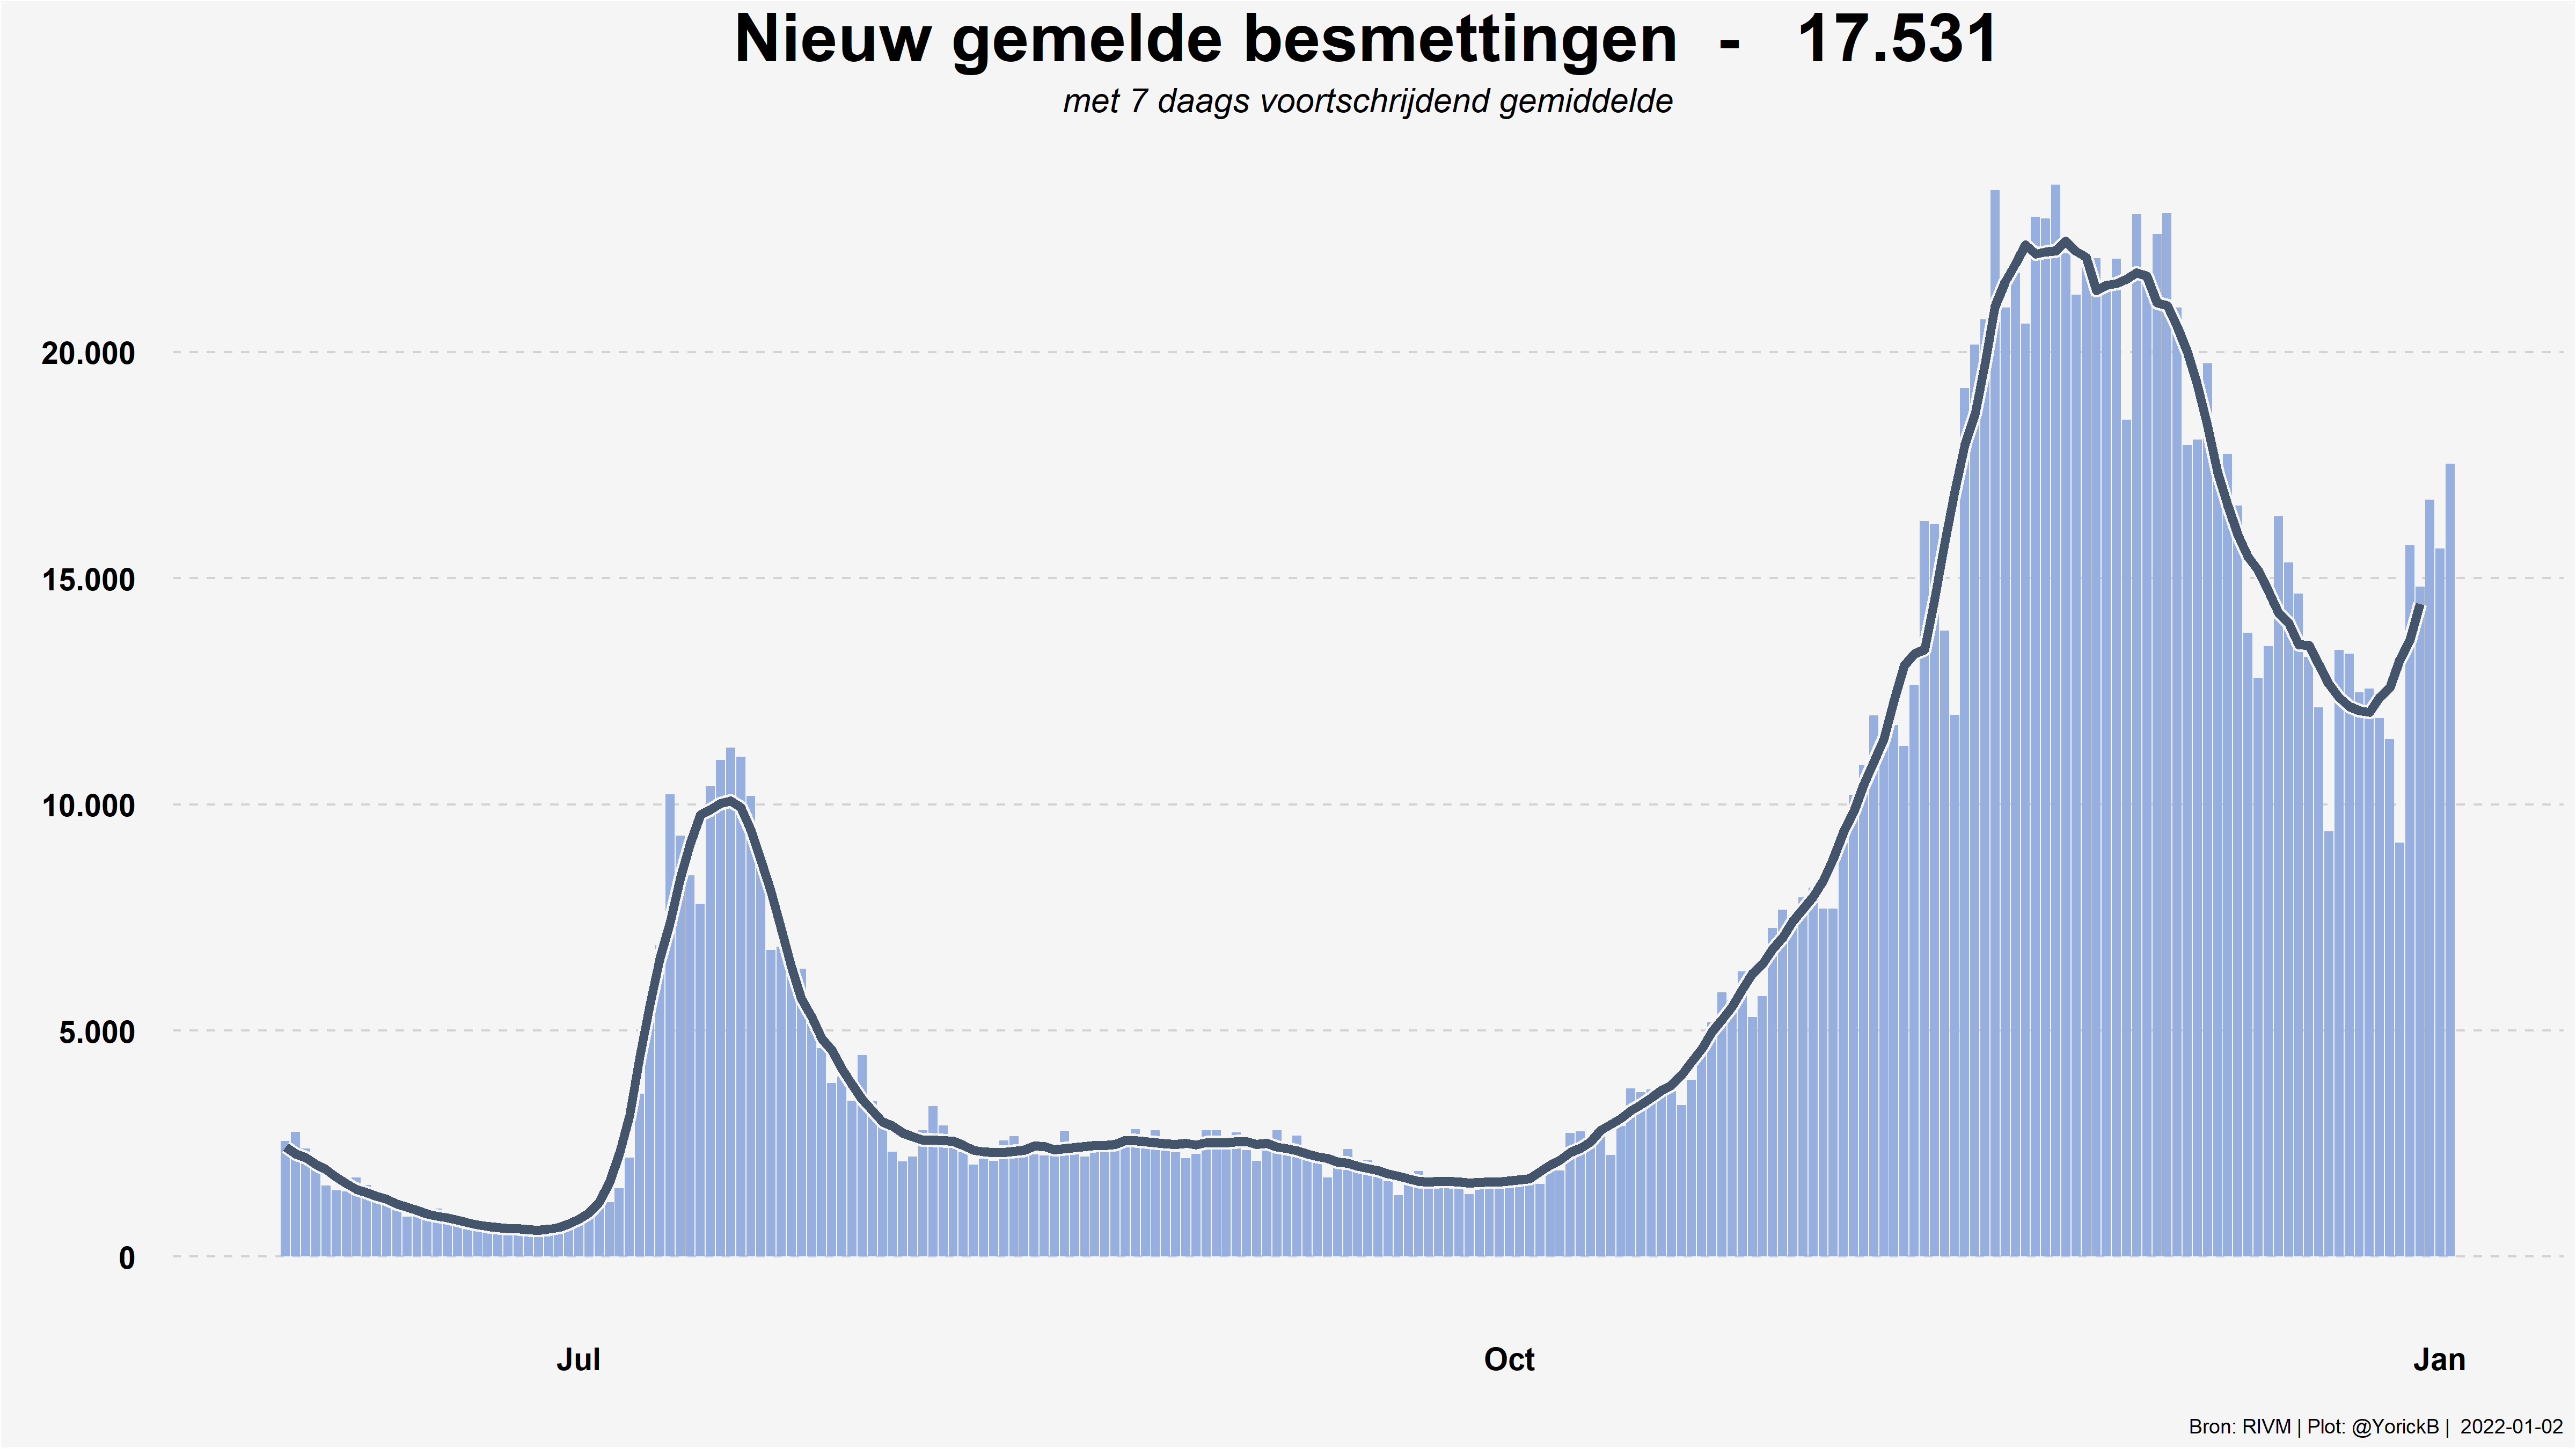 Nieuw gemelde besmettingen - 17.531
met 7 daags voortschrijdend gemiddelde
20.000
15.000
10.000
5.000
0
Jul Oct Jan
Bron: RIVM | Plot: @YorickB | 2022-01-02